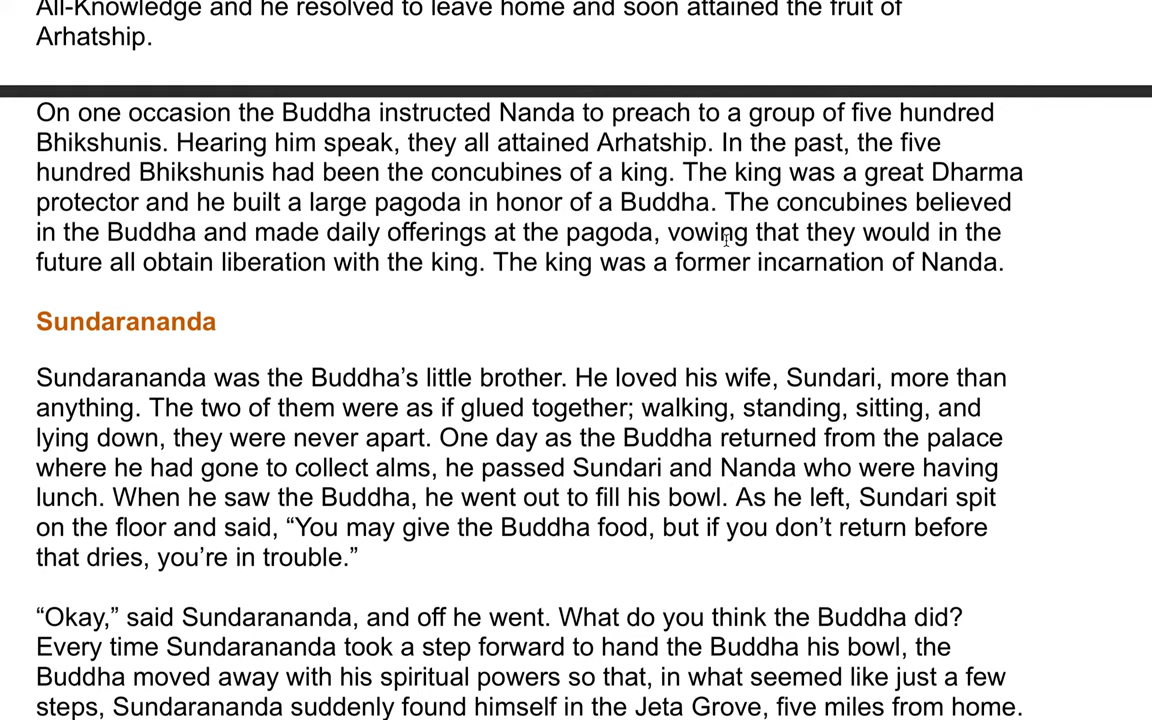 All-Knowledge and he resolved to leave home and soon attained the fruit of
Arhatship.
On one occasion the Buddha instructed Nanda to preach to a group of five hundred
Bhikshunis. Hearing him speak, they all attained Arhatship. In the past, the five
hundred Bhikshunis had been the concubines of a king. The king was a great Dharma
protector and he built a large pagoda in honor of a Buddha. The concubines believed
in the Buddha and made daily offerings at the pagoda, vowing that they would in the
future all obtain liberation with the king. The king was a former incarnation of Nanda.
Sundarananda
Sundarananda was the Buddha’s little brother. He loved his wife, Sundari, more than
anything. The two of them were as if glued together; walking, standing, sitting, and
lying down, they were never apart. One day as the Buddha returned from the palace
where he had gone to collect alms, he passed Sundari and Nanda who were having
lunch. When he saw the Buddha, he went out to fill his bowl. As he left, Sundari spit
on the floor and said, “You may give the Buddha food, but if you don’t return before
that dries, you’re in trouble.”
“Okay,” said Sundarananda, and off he went. What do you think the Buddha did?
Every time Sundarananda took a step forward to hand the Buddha his bowl, the
Buddha moved away with his spiritual powers so that, in what seemed like just a few
steps, Sundarananda suddenly found himself in the Jeta Grove, five miles from home.